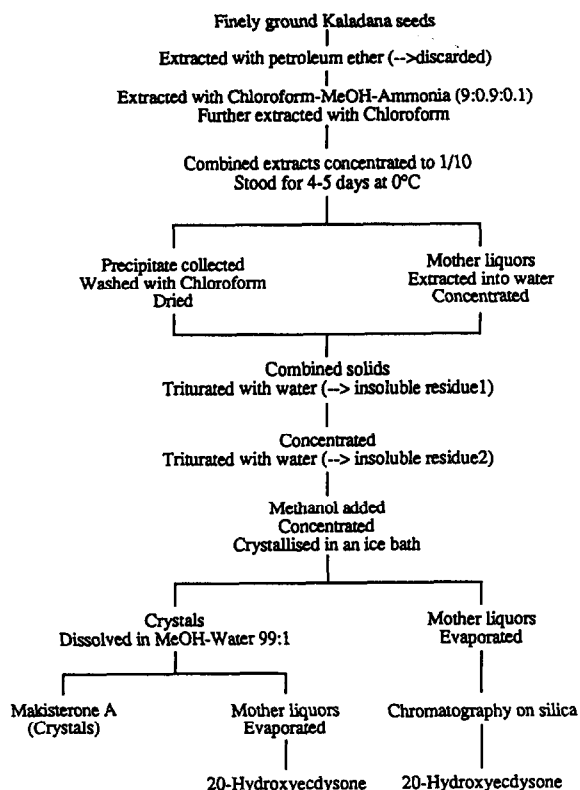 Finely ground Kaladana seeds
Extracted with petroleum ether (-->discarded)
Extracted with Chloroform-MeOH-Ammonia (9:0.9:0.1)
Further extracted with Chloroform
Combined extracts concentrated to 1/10
Stood for 4-5 days at 0°C
Precipitate collected
Washed with Chloroform
Dried
Mother liquors
Extracted into water
Concentrated
Combined solids
Triturated with water (--> insoluble residue1)
Concentrated
Triturated with water (--> insoluble residue2)
Methanol added
Concentrated
Crystallised in an ice bath
Crystals
Dissolved in MeOH-Water 99:1
Mother liquors
Evaporated
Makisterone A
(Crystals)
Mother liquors
Evaporated
Chromatography on silica
20-Hydroxyecdysone
20-Hydroxyecdysone